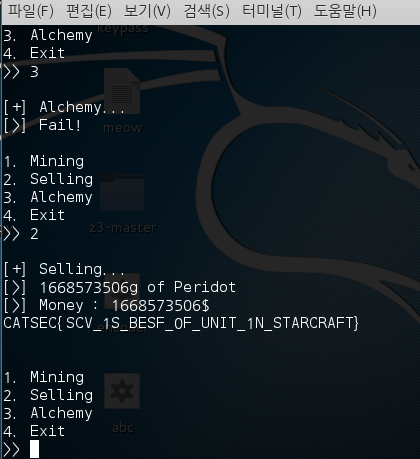 파일(F) 편집(E) 보기(V) 검색(S) 터미널(T) 도움말(H)
3. Alchemy
4. Exit
>> 3
keypass
[+] Alchemy...
[>] Fail!
meow
1. Mining
2. Selling
3. Alchemy
4. Exit
>> 2
z3-master
[+] Selling...
[>] 1668573506g of Peridot
[>] Money : 1668573506$
CATSEC{SCV_1S_BESF_0F_UNIT_1N_STARCRAFT}
1. Mining
2. Selling
3. Alchemy
4. Exit
>>
abc